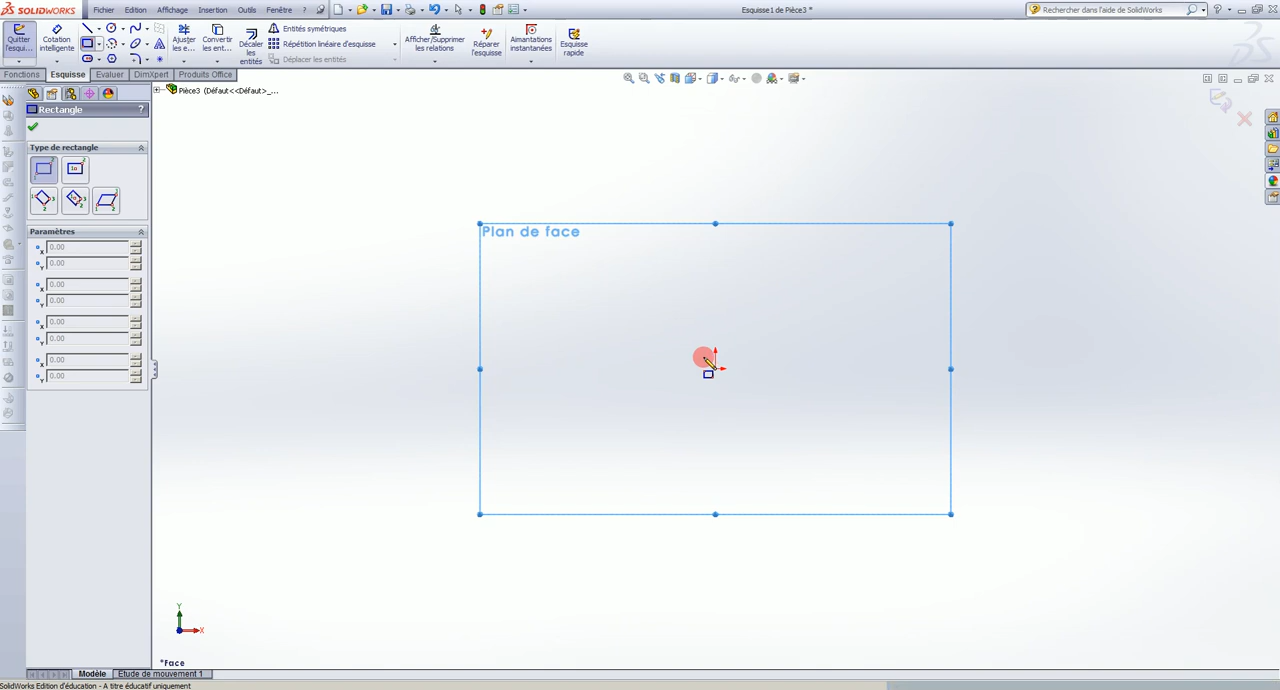 SOLIDWORKS
Fichier Edition Affichage Insertion Outils Fenêtre ?
Esquisse1 de Pièce3 *
Rechercher dans l'aide de SolidWorks
Quitter l'esqui...
Cotation intelligente
Ajuster les e...
Convertir les ent...
Décaler les entités
Entités symétriques
Répétition linéaire d'esquisse
Déplacer les entités
Afficher/Supprimer les relations
Réparer l'esquisse
Aimantations instantanées
Esquisse rapide
Fonctions Esquisse Evaluer DimXpert Produits Office
Pièce3 (Défaut<<Défaut>_...
Rectangle ?
Type de rectangle
Paramètres
0.00
0.00
0.00
0.00
0.00
0.00
0.00
0.00
Plan de face
Y
X
*Face
Modèle Etude de mouvement 1
SolidWorks Edition d'éducation - A titre éducatif uniquement